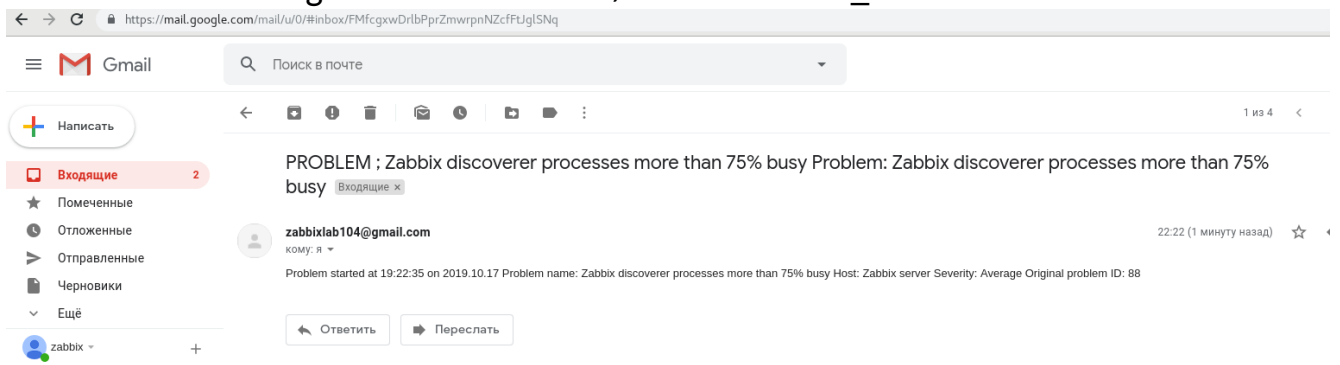 https://mail.google.com/mail/u/0/#inbox/FMfcgxwDrlbPprZmwrpnNZcfFtJglSNq
Gmail
Поиск в почте
Написать
1 из 4
PROBLEM ; Zabbix discoverer processes more than 75% busy Problem: Zabbix discoverer processes more than 75%
busy Входящие ×
Входящие 2
Помеченные
Отложенные
Отправленные
Черновики
Ещё
zabbix
zabbixlab104@gmail.com 22:22 (1 минуту назад)
кому: я
Problem started at 19:22:35 on 2019.10.17 Problem name: Zabbix discoverer processes more than 75% busy Host: Zabbix server Severity: Average Original problem ID: 88
Ответить
Переслать